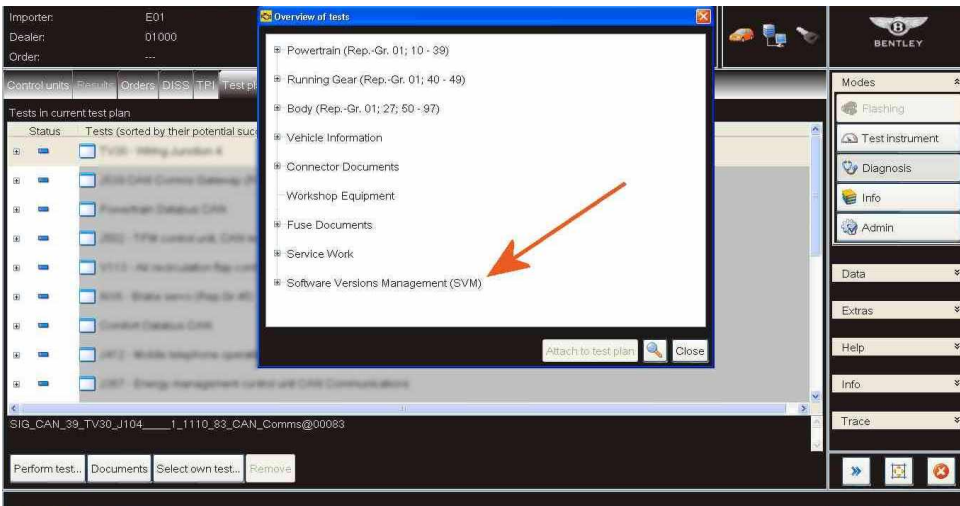 Importer: E01
Dealer: 01000
Order: ---
BENTLEY
Control units Results Orders DISS TPI Test pl
Tests in current test plan
Status Tests (sorted by their potential succ
SIG_CAN_39_TV30_J104____1_1110_83_CAN_Comms@00083
Perform test... Documents Select own test... Remove
Overview of tests
Powertrain (Rep.-Gr. 01; 10 - 39)
Running Gear (Rep.-Gr. 01; 40 - 49)
Body (Rep.-Gr. 01; 27; 50 - 97)
Vehicle Information
Connector Documents
Workshop Equipment
Fuse Documents
Service Work
Software Versions Management (SVM)
Attach to test plan Close
Modes
Flashing
Test instrument
Diagnosis
Info
Admin
Data
Extras
Help
Info
Trace